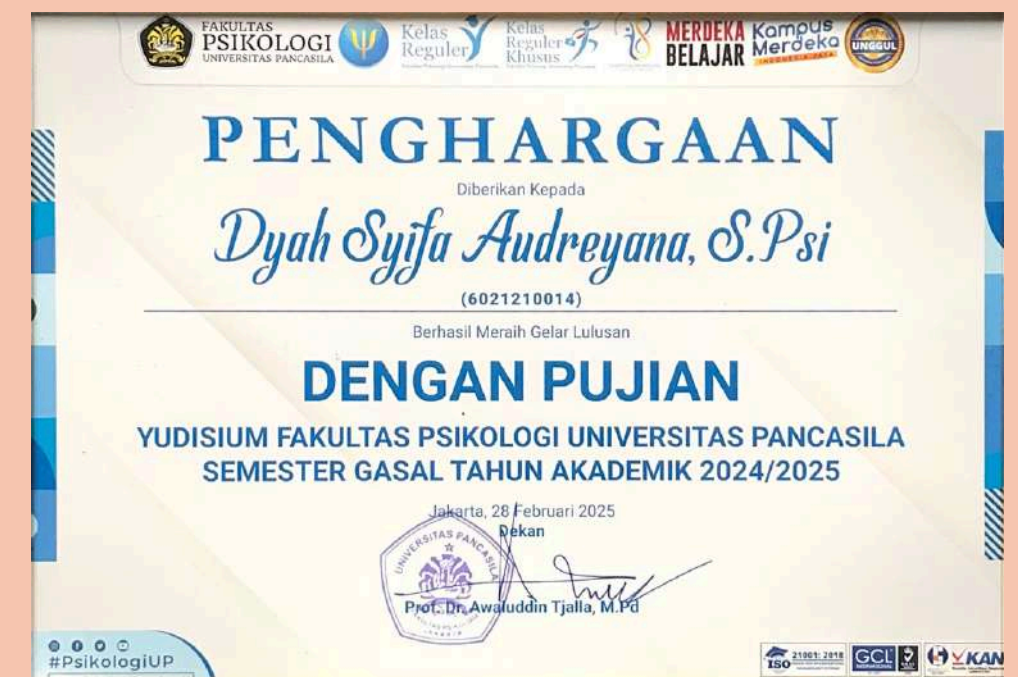 FAKULTAS
PSIKOLOGI
UNIVERSITAS PANCASILA
Kelas
Reguler
Kelas
Reguler
Khusus
MERDEKA
BELAJAR
Kampus
Merdeka
INDONESIA JAYA
UNGGUL
PENGHARGAAN
Diberikan Kepada
Dyah Syifa Audreyana, S.Psi
(6021210014)
Berhasil Meraih Gelar Lulusan
DENGAN PUJIAN
YUDISIUM FAKULTAS PSIKOLOGI UNIVERSITAS PANCASILA
SEMESTER GASAL TAHUN AKADEMIK 2024/2025
Jakarta, 28 Februari 2025
Dekan
UNIVERSITAS PANCASILA
Prof. Dr. Awaluddin Tjalla, M.Pd
#PsikologiUP
ISO 21001: 2018
GCL
INTERNATIONAL
KAN